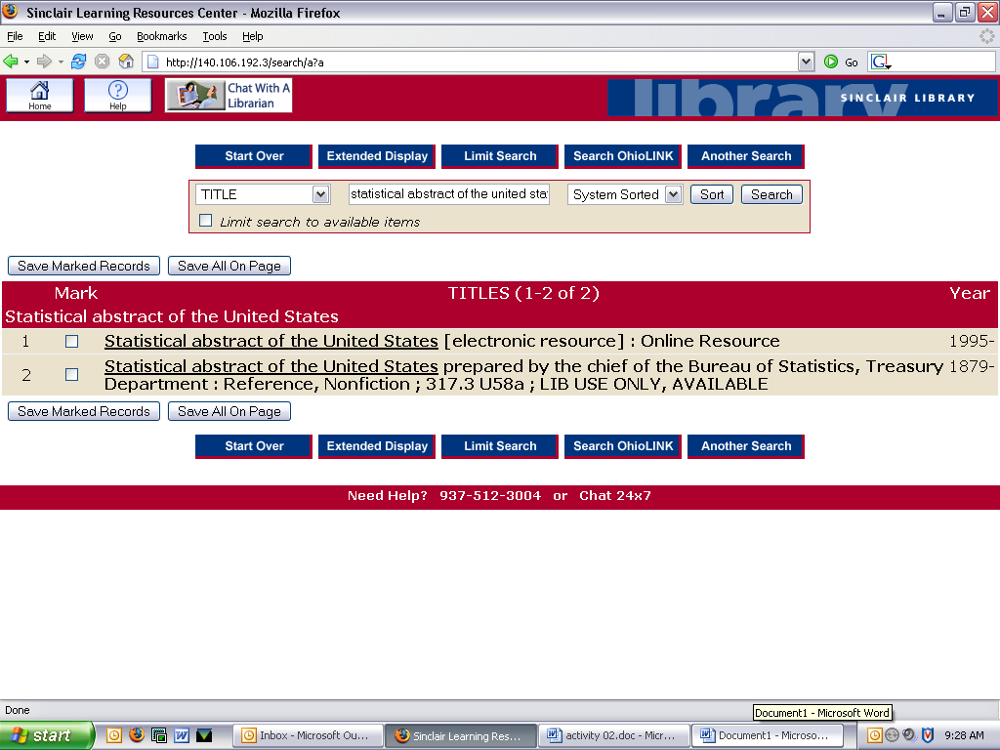 Sinclair Learning Resources Center - Mozilla Firefox
File Edit View Go Bookmarks Tools Help
http://140.106.192.3/search/a?a Go G
Home Help Chat With A Librarian library SINCLAIR LIBRARY
Start Over Extended Display Limit Search Search OhioLINK Another Search
TITLE statistical abstract of the united sta System Sorted Sort Search
Limit search to available items
Save Marked Records Save All On Page
Mark TITLES (1-2 of 2) Year
Statistical abstract of the United States
1 Statistical abstract of the United States [electronic resource] : Online Resource 1995-
2 Statistical abstract of the United States prepared by the chief of the Bureau of Statistics, Treasury 1879-
Department : Reference, Nonfiction ; 317.3 U58a ; LIB USE ONLY, AVAILABLE
Save Marked Records Save All On Page
Start Over Extended Display Limit Search Search OhioLINK Another Search
Need Help? 937-512-3004 or Chat 24x7
Done
Document1 - Microsoft Word
start Inbox - Microsoft Ou... Sinclair Learning Res... activity 02.doc - Micr... Document1 - Microso... 9:28 AM